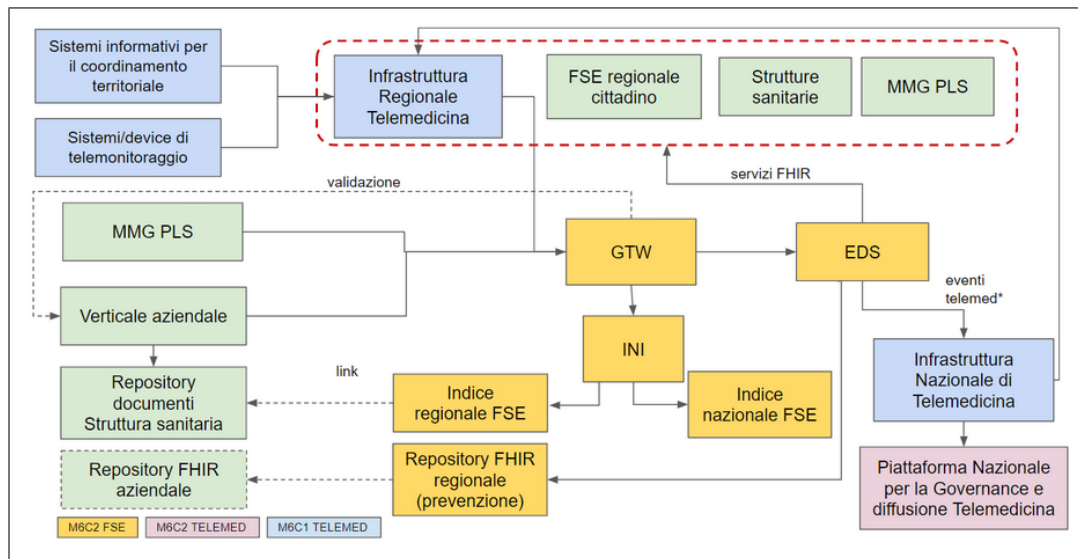 Sistemi informativi per
il coordinamento
territoriale
Infrastruttura
Regionale
Telemedicina
FSE regionale
cittadino
Strutture
sanitarie
MMG PLS
Sistemi/device di
telemonitoraggio
validazione
servizi FHIR
MMG PLS
GTW
EDS
eventi
telemed*
Verticale aziendale
INI
Infrastruttura
Nazionale di
Telemedicina
link
Repository
documenti
Struttura sanitaria
Indice
regionale FSE
Indice
nazionale FSE
Repository FHIR
aziendale
Repository FHIR
regionale
(prevenzione)
Piattaforma Nazionale
per la Governance e
diffusione Telemedicina
M6C2 FSE
M6C2 TELEMED
M6C1 TELEMED